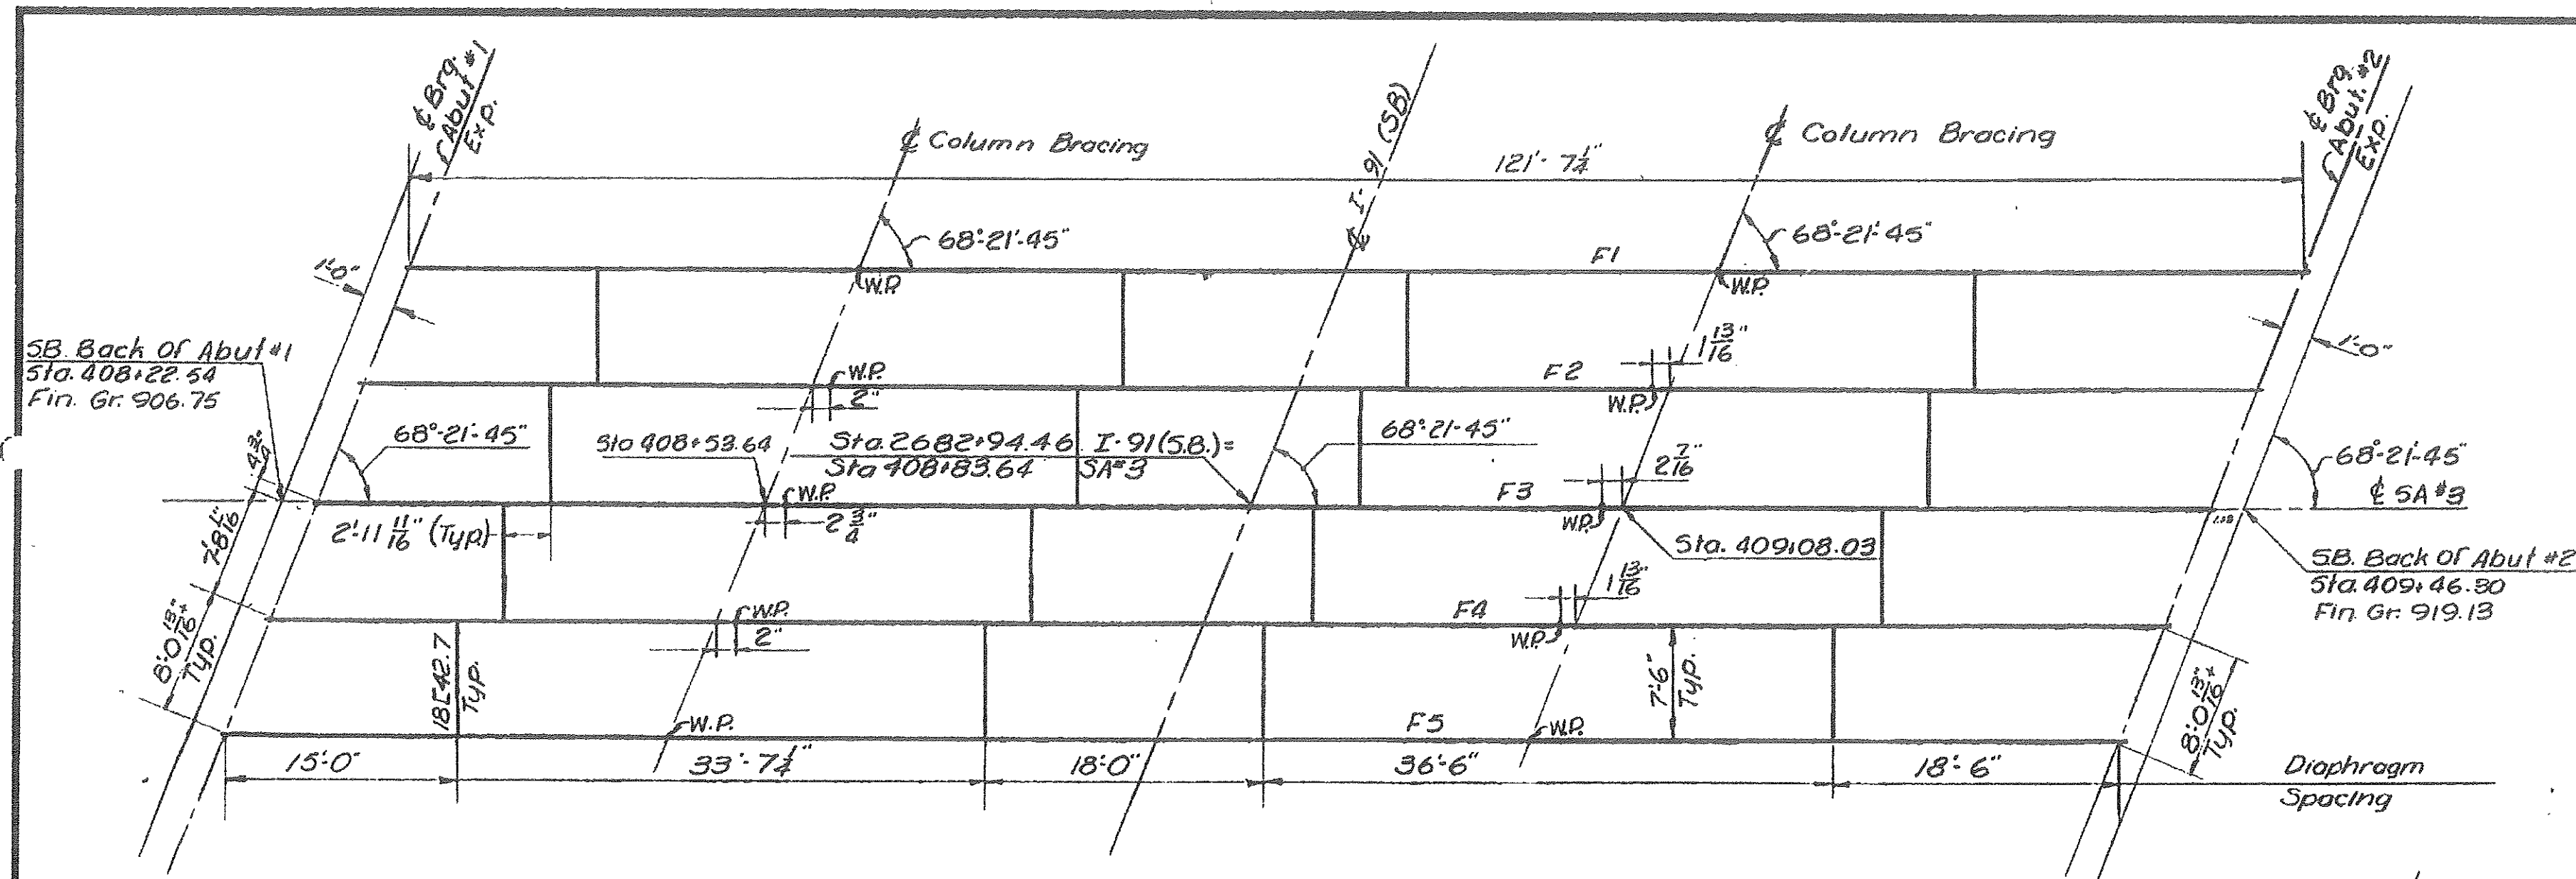 ℄ Brg.
Abut #1
Exp.
℄ Column Bracing
℄ I-91 (SB)
℄ Column Bracing
℄ Brg.
Abut. #2
Exp.
121'-7¼"
68°-21'-45"
68°-21'-45"
F1
W.P.
W.P.
1'-0"
1'-0"
S.B. Back Of Abut #1
Sta. 408+22.54
Fin. Gr. 906.75
1 13/16"
F2
W.P.
2"
W.P.
68°-21'-45"
Sta 408+53.64
Sta. 2682+94.46 I-91 (S.B.)=
Sta 408+83.64 SA#3
68°-21'-45"
68°-21'-45"
℄ SA #3
4¾"
2 7/16"
F3
W.P.
2¾"
W.P.
2'-11 11/16" (Typ.)
7'-8 1/16"
Sta. 409+08.03
S.B. Back Of Abut #2
Sta. 409+46.30
Fin. Gr. 919.13
1 13/16"
F4
W.P.
2"
W.P.
8'-0 13/16"+
Typ.
18[42.7
Typ.
7'-6"
Typ.
8'-0 13/16"+
Typ.
W.P.
F5
W.P.
15'-0"
33'-7¼"
18'-0"
36'-6"
18'-6"
Diaphragm
Spacing